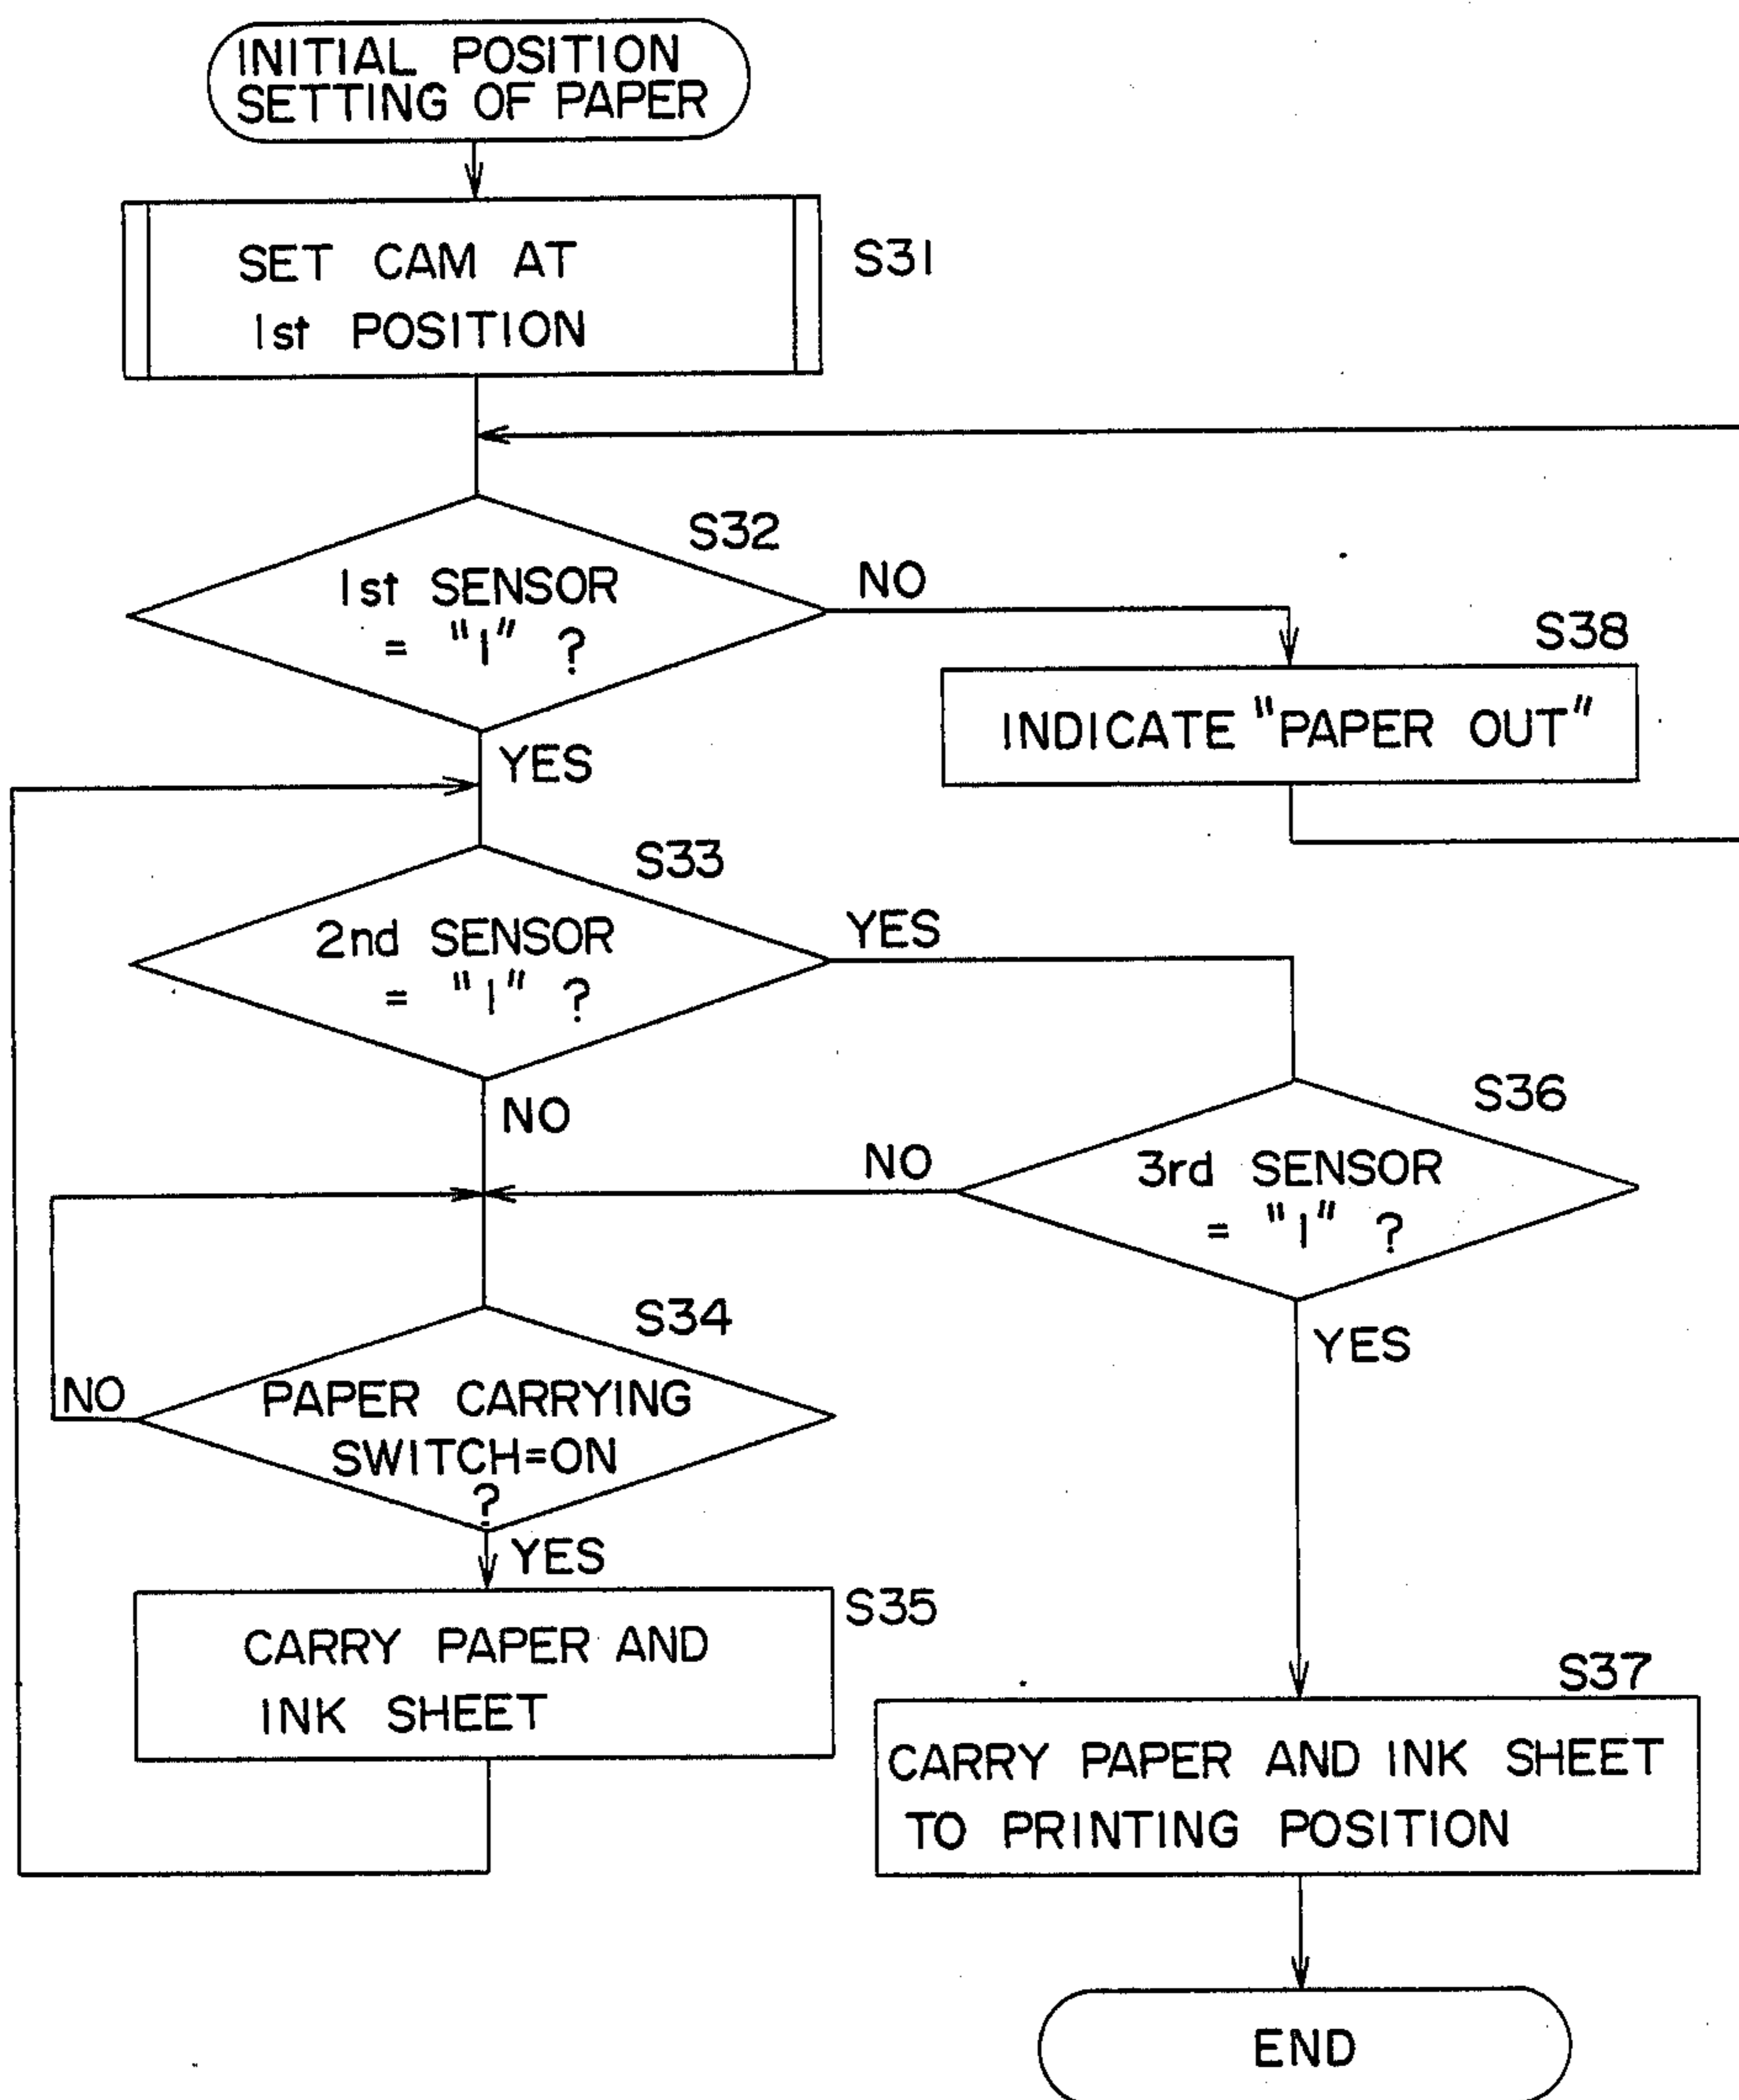 INITIAL POSITION
SETTING OF PAPER
SET CAM AT
1st POSITION
S31
S32
1st SENSOR
= "1" ?
NO
YES
S38
INDICATE "PAPER OUT"
S33
2nd SENSOR
= "1" ?
YES
NO
S36
3rd SENSOR
= "1" ?
NO
YES
S34
PAPER CARRYING
SWITCH=ON
?
NO
YES
S35
CARRY PAPER AND
INK SHEET
S37
CARRY PAPER AND INK SHEET
TO PRINTING POSITION
END